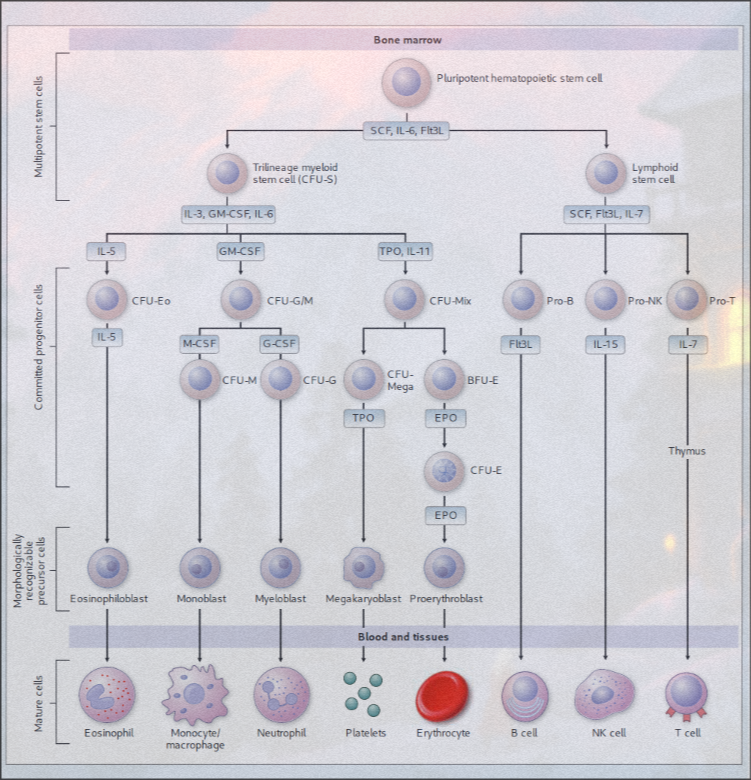 Bone marrow
Multipotent stem cells
Pluripotent hematopoietic stem cell
SCF, IL-6, Flt3L
Trilineage myeloid
stem cell (CFU-S)
Lymphoid
stem cell
IL-3, GM-CSF, IL-6
SCF, Flt3L, IL-7
IL-5
GM-CSF
TPO, IL-11
Committed progenitor cells
CFU-Eo
CFU-G/M
CFU-Mix
Pro-B
Pro-NK
Pro-T
IL-5
M-CSF
G-CSF
Flt3L
IL-15
IL-7
CFU-M
CFU-G
CFU-
Mega
BFU-E
TPO
EPO
Thymus
CFU-E
EPO
Morphologically
recognizable
precursor cells
Eosinophiloblast
Monoblast
Myeloblast
Megakaryoblast
Proerythroblast
Blood and tissues
Mature cells
Eosinophil
Monocyte/
macrophage
Neutrophil
Platelets
Erythrocyte
B cell
NK cell
T cell